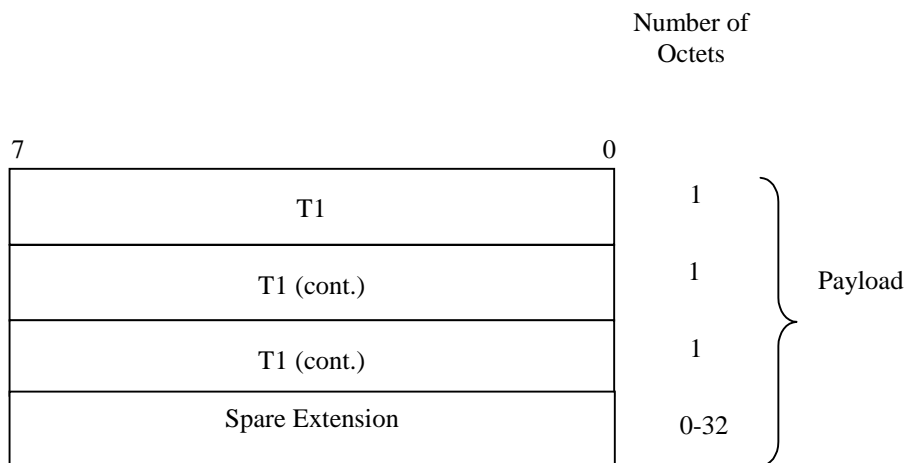 Number of
Octets
7 0
T1 1
T1 (cont.) 1
Payload
T1 (cont.) 1
Spare Extension 0-32